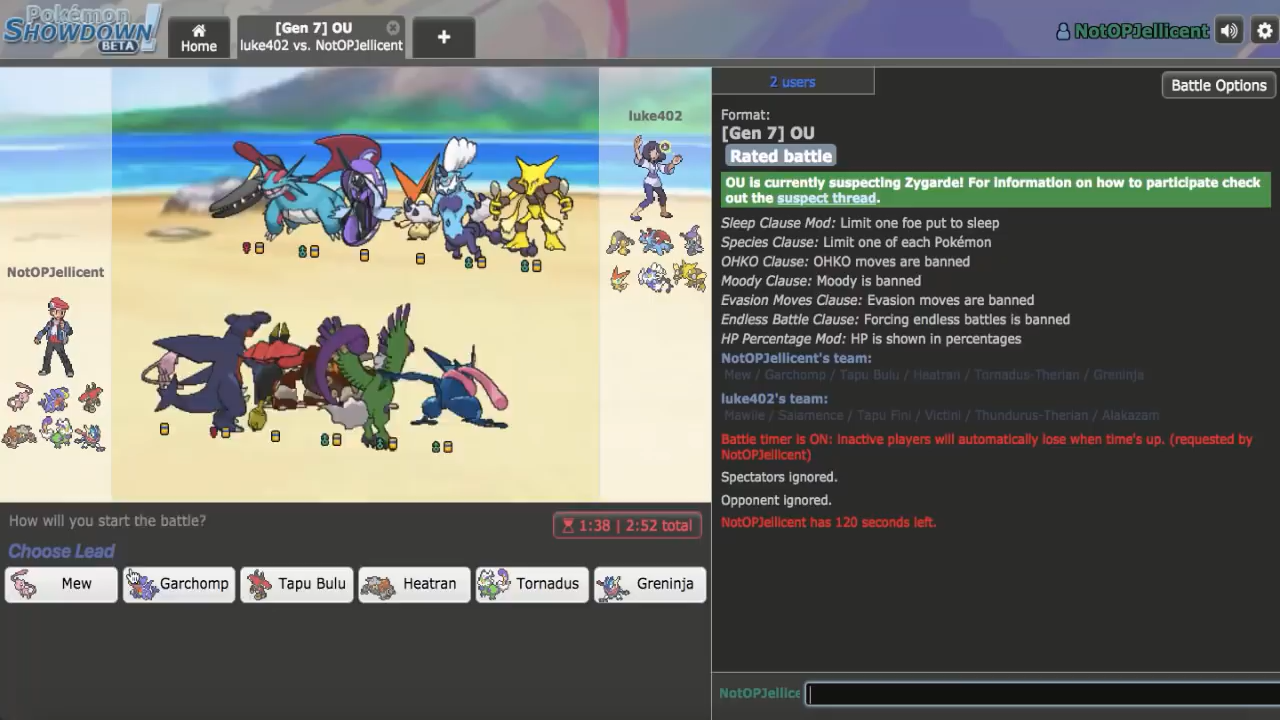 Pokémon
SHOWDOWN!
BETA
Home
[Gen 7] OU
luke402 vs. NotOPJellicent
+
NotOPJellicent
luke402
NotOPJellicent
2 users
Battle Options
Format:
[Gen 7] OU
Rated battle
OU is currently suspecting Zygarde! For information on how to participate check
out the suspect thread.
Sleep Clause Mod: Limit one foe put to sleep
Species Clause: Limit one of each Pokémon
OHKO Clause: OHKO moves are banned
Moody Clause: Moody is banned
Evasion Moves Clause: Evasion moves are banned
Endless Battle Clause: Forcing endless battles is banned
HP Percentage Mod: HP is shown in percentages
NotOPJellicent's team:
Mew / Garchomp / Tapu Bulu / Heatran / Tornadus-Therian / Greninja
luke402's team:
Mawile / Salamence / Tapu Fini / Victini / Thundurus-Therian / Alakazam
Battle timer is ON: inactive players will automatically lose when time's up. (requested by
NotOPJellicent)
Spectators ignored.
Opponent ignored.
NotOPJellicent has 120 seconds left.
How will you start the battle?
1:38 | 2:52 total
Choose Lead
Mew
Garchomp
Tapu Bulu
Heatran
Tornadus
Greninja
NotOPJellice